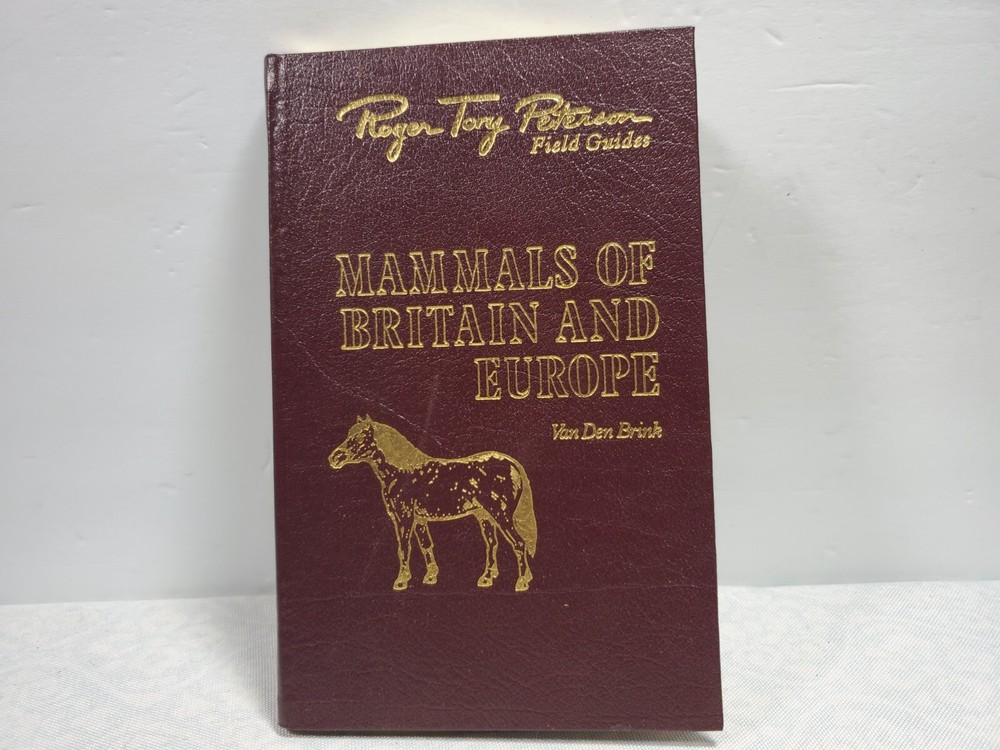 Roger Tory Peterson
Field Guides
MAMMALS OF
BRITAIN AND
EUROPE
Van Den Brink